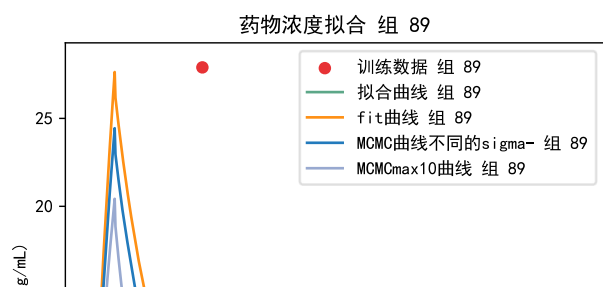 药物浓度拟合 组 89
训练数据 组 89
拟合曲线 组 89
fit曲线 组 89
MCMC曲线不同的sigma- 组 89
MCMCmax10曲线 组 89
25
20
g/mL)